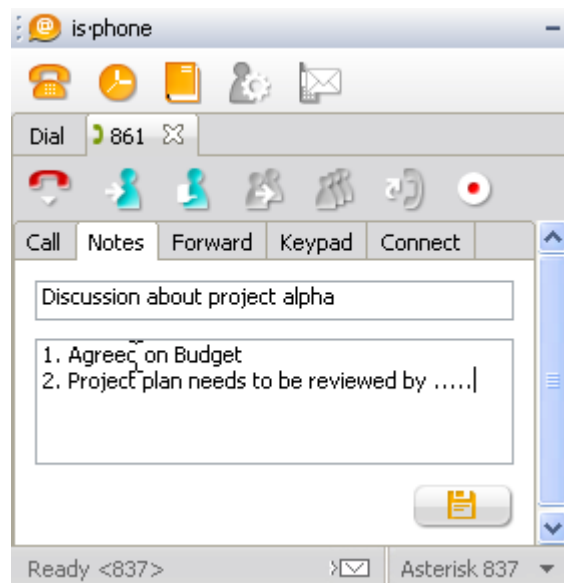 is·phone
Dial 861
Call Notes Forward Keypad Connect
Discussion about project alpha
1. Agreed on Budget
2. Project plan needs to be reviewed by .....
Ready <837> Asterisk 837